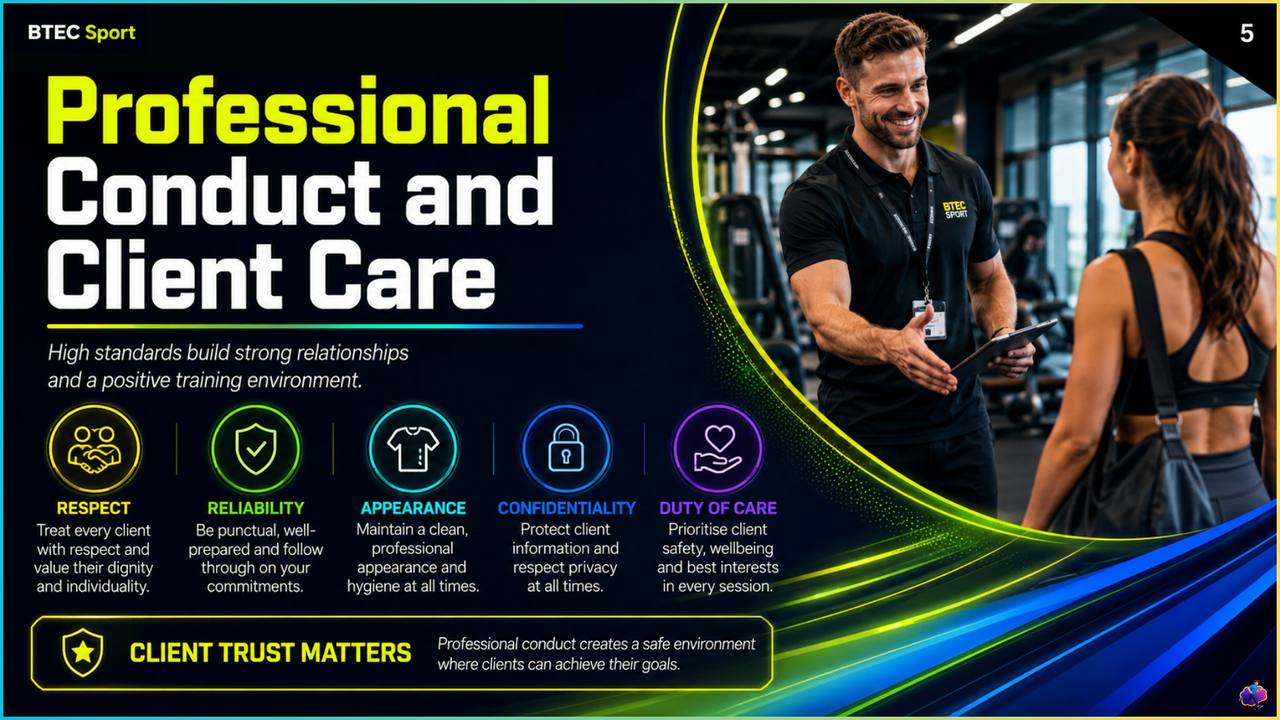 BTEC Sport
5
Professional
Conduct and
Client Care
High standards build strong relationships
and a positive training environment.
RESPECT
Treat every client
with respect and
value their dignity
and individuality.
RELIABILITY
Be punctual, well-
prepared and follow
through on your
commitments.
APPEARANCE
Maintain a clean,
professional
appearance and
hygiene at all times.
CONFIDENTIALITY
Protect client
information and
respect privacy
at all times.
DUTY OF CARE
Prioritise client
safety, wellbeing
and best interests
in every session.
CLIENT TRUST MATTERS
Professional conduct creates a safe environment
where clients can achieve their goals.
BTEC
SPORT